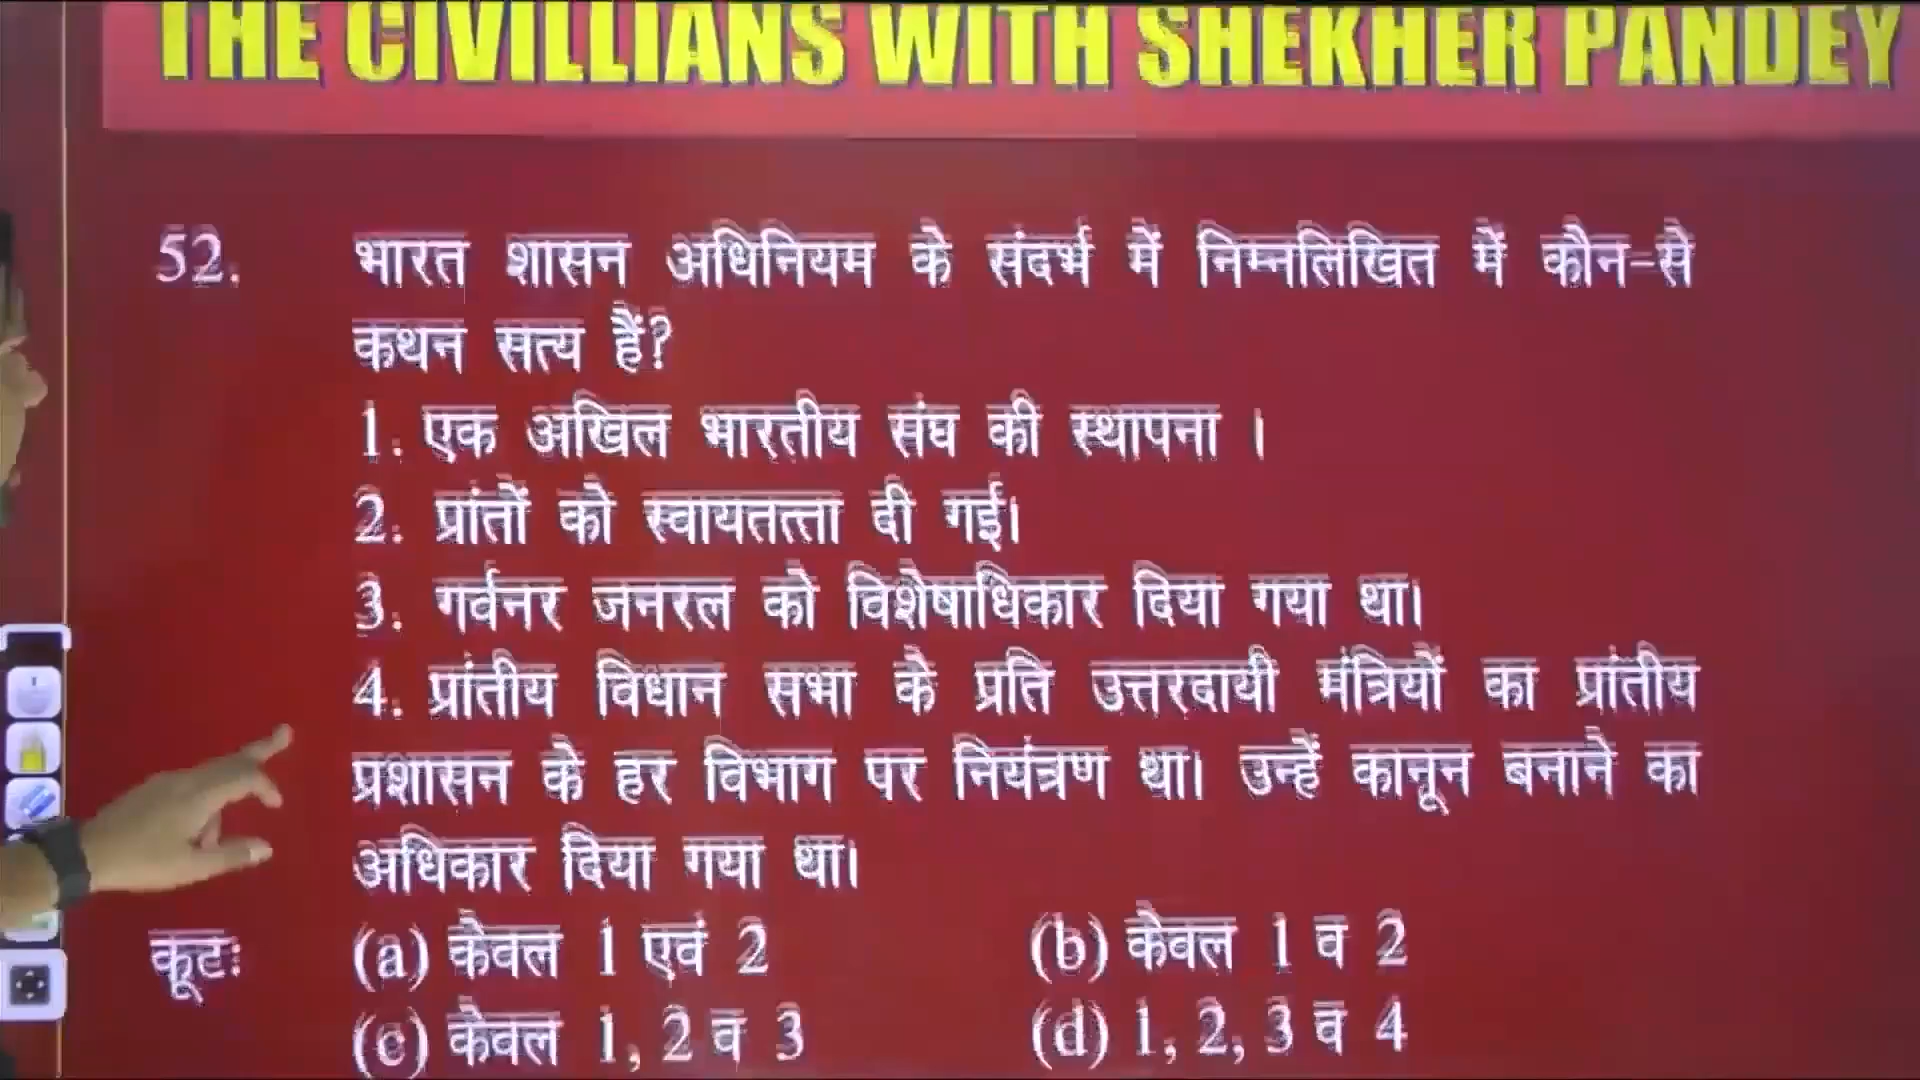 THE CIVILLIANS WITH SHEKHER PANDEY
52. भारत शासन अधिनियम के संदर्भ में निम्नलिखित में कौन-से
कथन सत्य हैं?
1. एक अखिल भारतीय संघ की स्थापना ।
2. प्रांतों को स्वायतत्ता दी गई।
3. गर्वनर जनरल को विशेषाधिकार दिया गया था।
4. प्रांतीय विधान सभा के प्रति उत्तरदायी मंत्रियों का प्रांतीय
प्रशासन के हर विभाग पर नियंत्रण था। उन्हें कानून बनाने का
अधिकार दिया गया था।
कूटः (a) केवल 1 एवं 2 (b) केवल 1 व 2
(c) केवल 1, 2 व 3 (d) 1, 2, 3 व 4